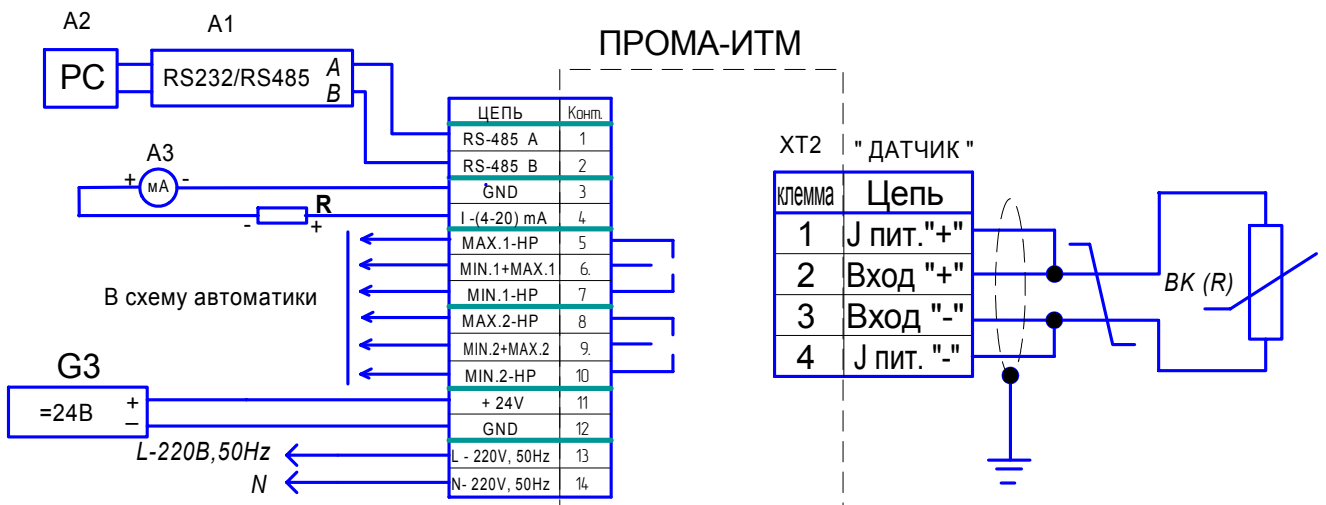 A2
A1
ПРОМА-ИТМ
PC
RS232/RS485
A
B
ЦЕПЬ Конт.
RS-485 A 1
RS-485 B 2
GND 3
I -(4-20) mA 4
MAX.1-HP 5
MIN.1+MAX.1 6.
MIN.1-HP 7
MAX.2-HP 8
MIN.2+MAX.2 9.
MIN.2-HP 10
+ 24V 11
GND 12
L - 220V, 50Hz 13
N- 220V, 50Hz 14
A3
+ мА -
R
- +
В схему автоматики
G3
=24В + –
L-220В,50Hz
N
XT2 " ДАТЧИК "
клемма Цепь
1 J пит."+"
2 Вход "+"
3 Вход "-"
4 J пит. "-"
BK (R)